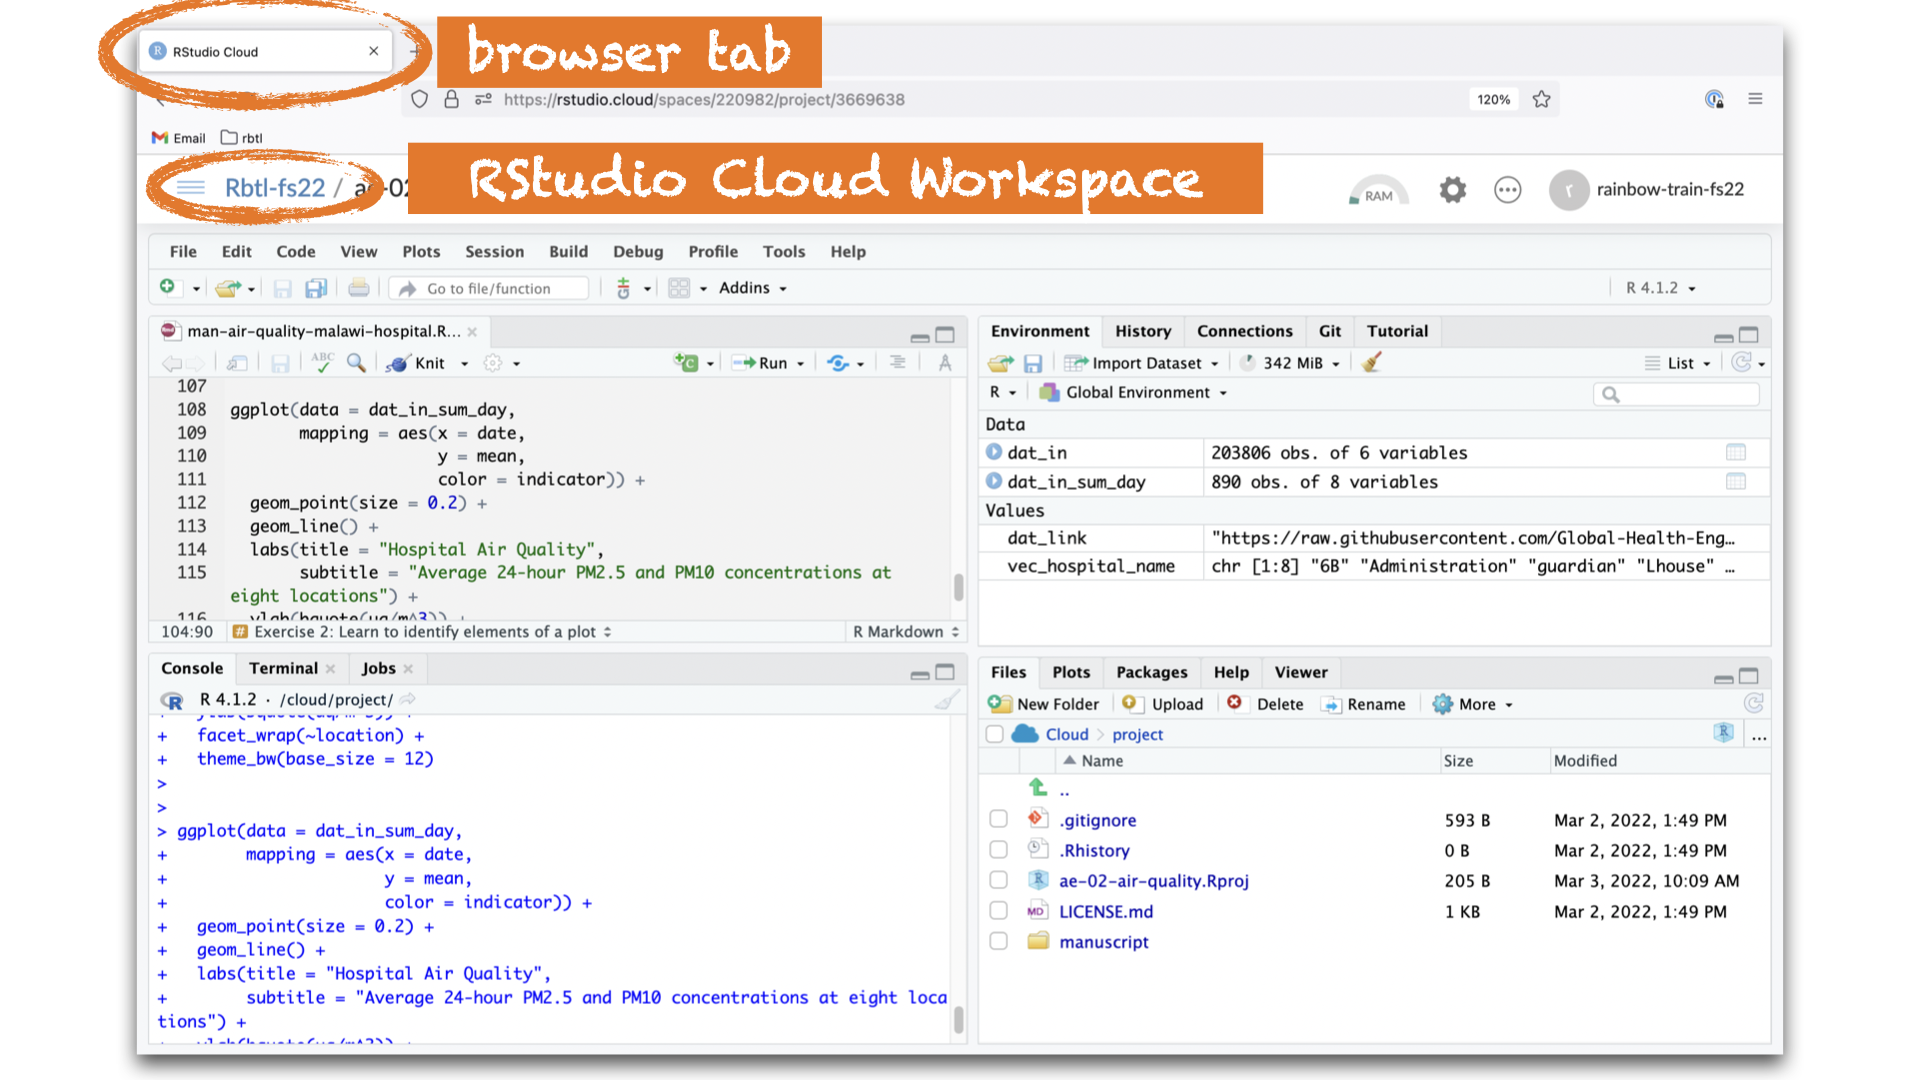 RStudio Cloud
browser tab
https://rstudio.cloud/spaces/220982/project/3669638
120%
Email rbtl
Rbtl-fs22 /
RStudio Cloud Workspace
RAM
r rainbow-train-fs22
File Edit Code View Plots Session Build Debug Profile Tools Help
Go to file/function Addins R 4.1.2
man-air-quality-malawi-hospital.R...
ABC Knit Run
107
108 ggplot(data = dat_in_sum_day,
109 mapping = aes(x = date,
110 y = mean,
111 color = indicator)) +
112 geom_point(size = 0.2) +
113 geom_line() +
114 labs(title = "Hospital Air Quality",
115 subtitle = "Average 24-hour PM2.5 and PM10 concentrations at
eight locations") +
116 ylab(bquote(ug/m^3)) +
104:90 # Exercise 2: Learn to identify elements of a plot R Markdown
Console Terminal Jobs
R 4.1.2 · /cloud/project/
+ facet_wrap(~location) +
+ theme_bw(base_size = 12)
>
>
> ggplot(data = dat_in_sum_day,
+ mapping = aes(x = date,
+ y = mean,
+ color = indicator)) +
+ geom_point(size = 0.2) +
+ geom_line() +
+ labs(title = "Hospital Air Quality",
+ subtitle = "Average 24-hour PM2.5 and PM10 concentrations at eight loca
tions") +
Environment History Connections Git Tutorial
Import Dataset 342 MiB List
R Global Environment
Data
dat_in 203806 obs. of 6 variables
dat_in_sum_day 890 obs. of 8 variables
Values
dat_link "https://raw.githubusercontent.com/Global-Health-Eng…
vec_hospital_name chr [1:8] "6B" "Administration" "guardian" "Lhouse" …
Files Plots Packages Help Viewer
New Folder Upload Delete Rename More
Cloud project ...
Name Size Modified
..
.gitignore 593 B Mar 2, 2022, 1:49 PM
.Rhistory 0 B Mar 2, 2022, 1:49 PM
ae-02-air-quality.Rproj 205 B Mar 3, 2022, 10:09 AM
MD LICENSE.md 1 KB Mar 2, 2022, 1:49 PM
manuscript